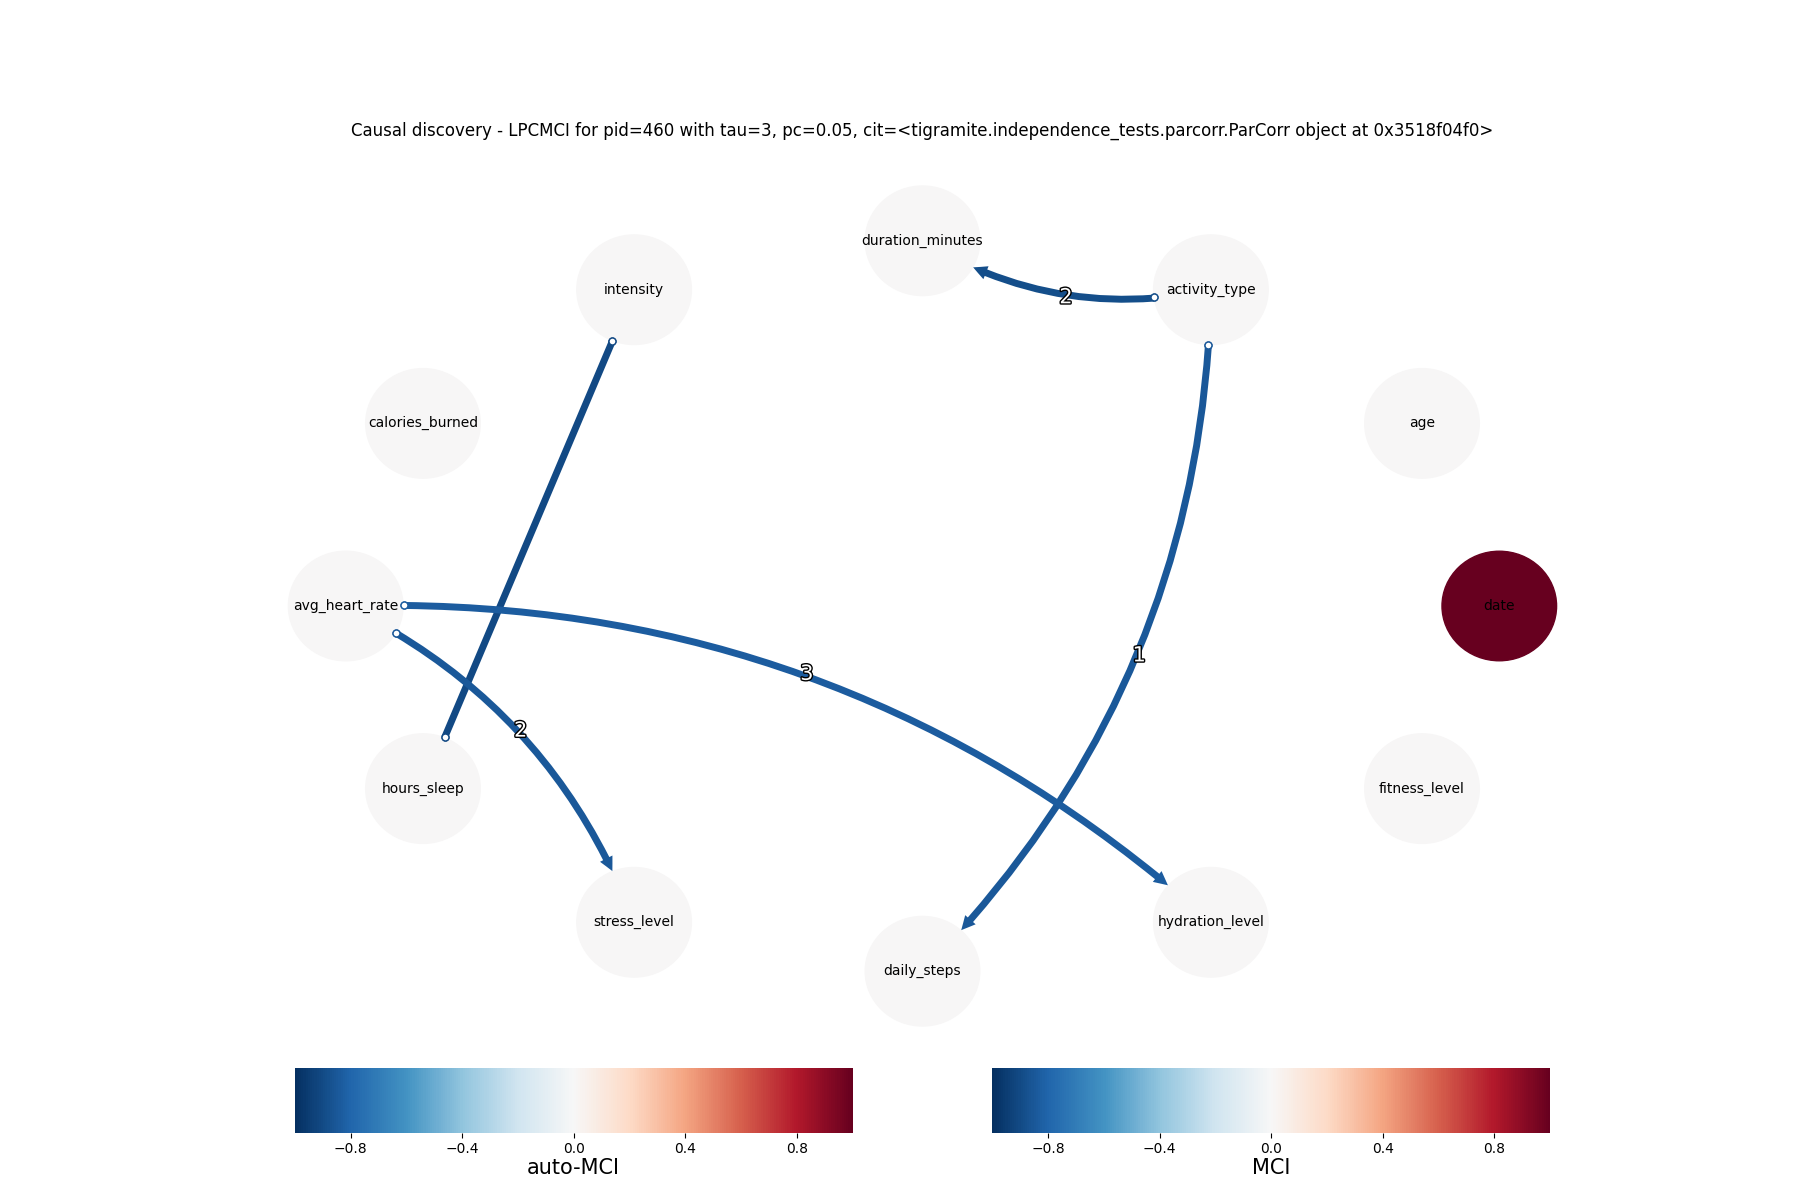 Causal discovery - LPCMCI for pid=460 with tau=3, pc=0.05, cit=<tigramite.independence_tests.parcorr.ParCorr object at 0x3518f04f0>
duration_minutes
intensity
activity_type
2
calories_burned
age
avg_heart_rate
date
1
3
2
hours_sleep
fitness_level
stress_level
hydration_level
daily_steps
−0.8 −0.4 0.0 0.4 0.8
auto-MCI
−0.8 −0.4 0.0 0.4 0.8
MCI